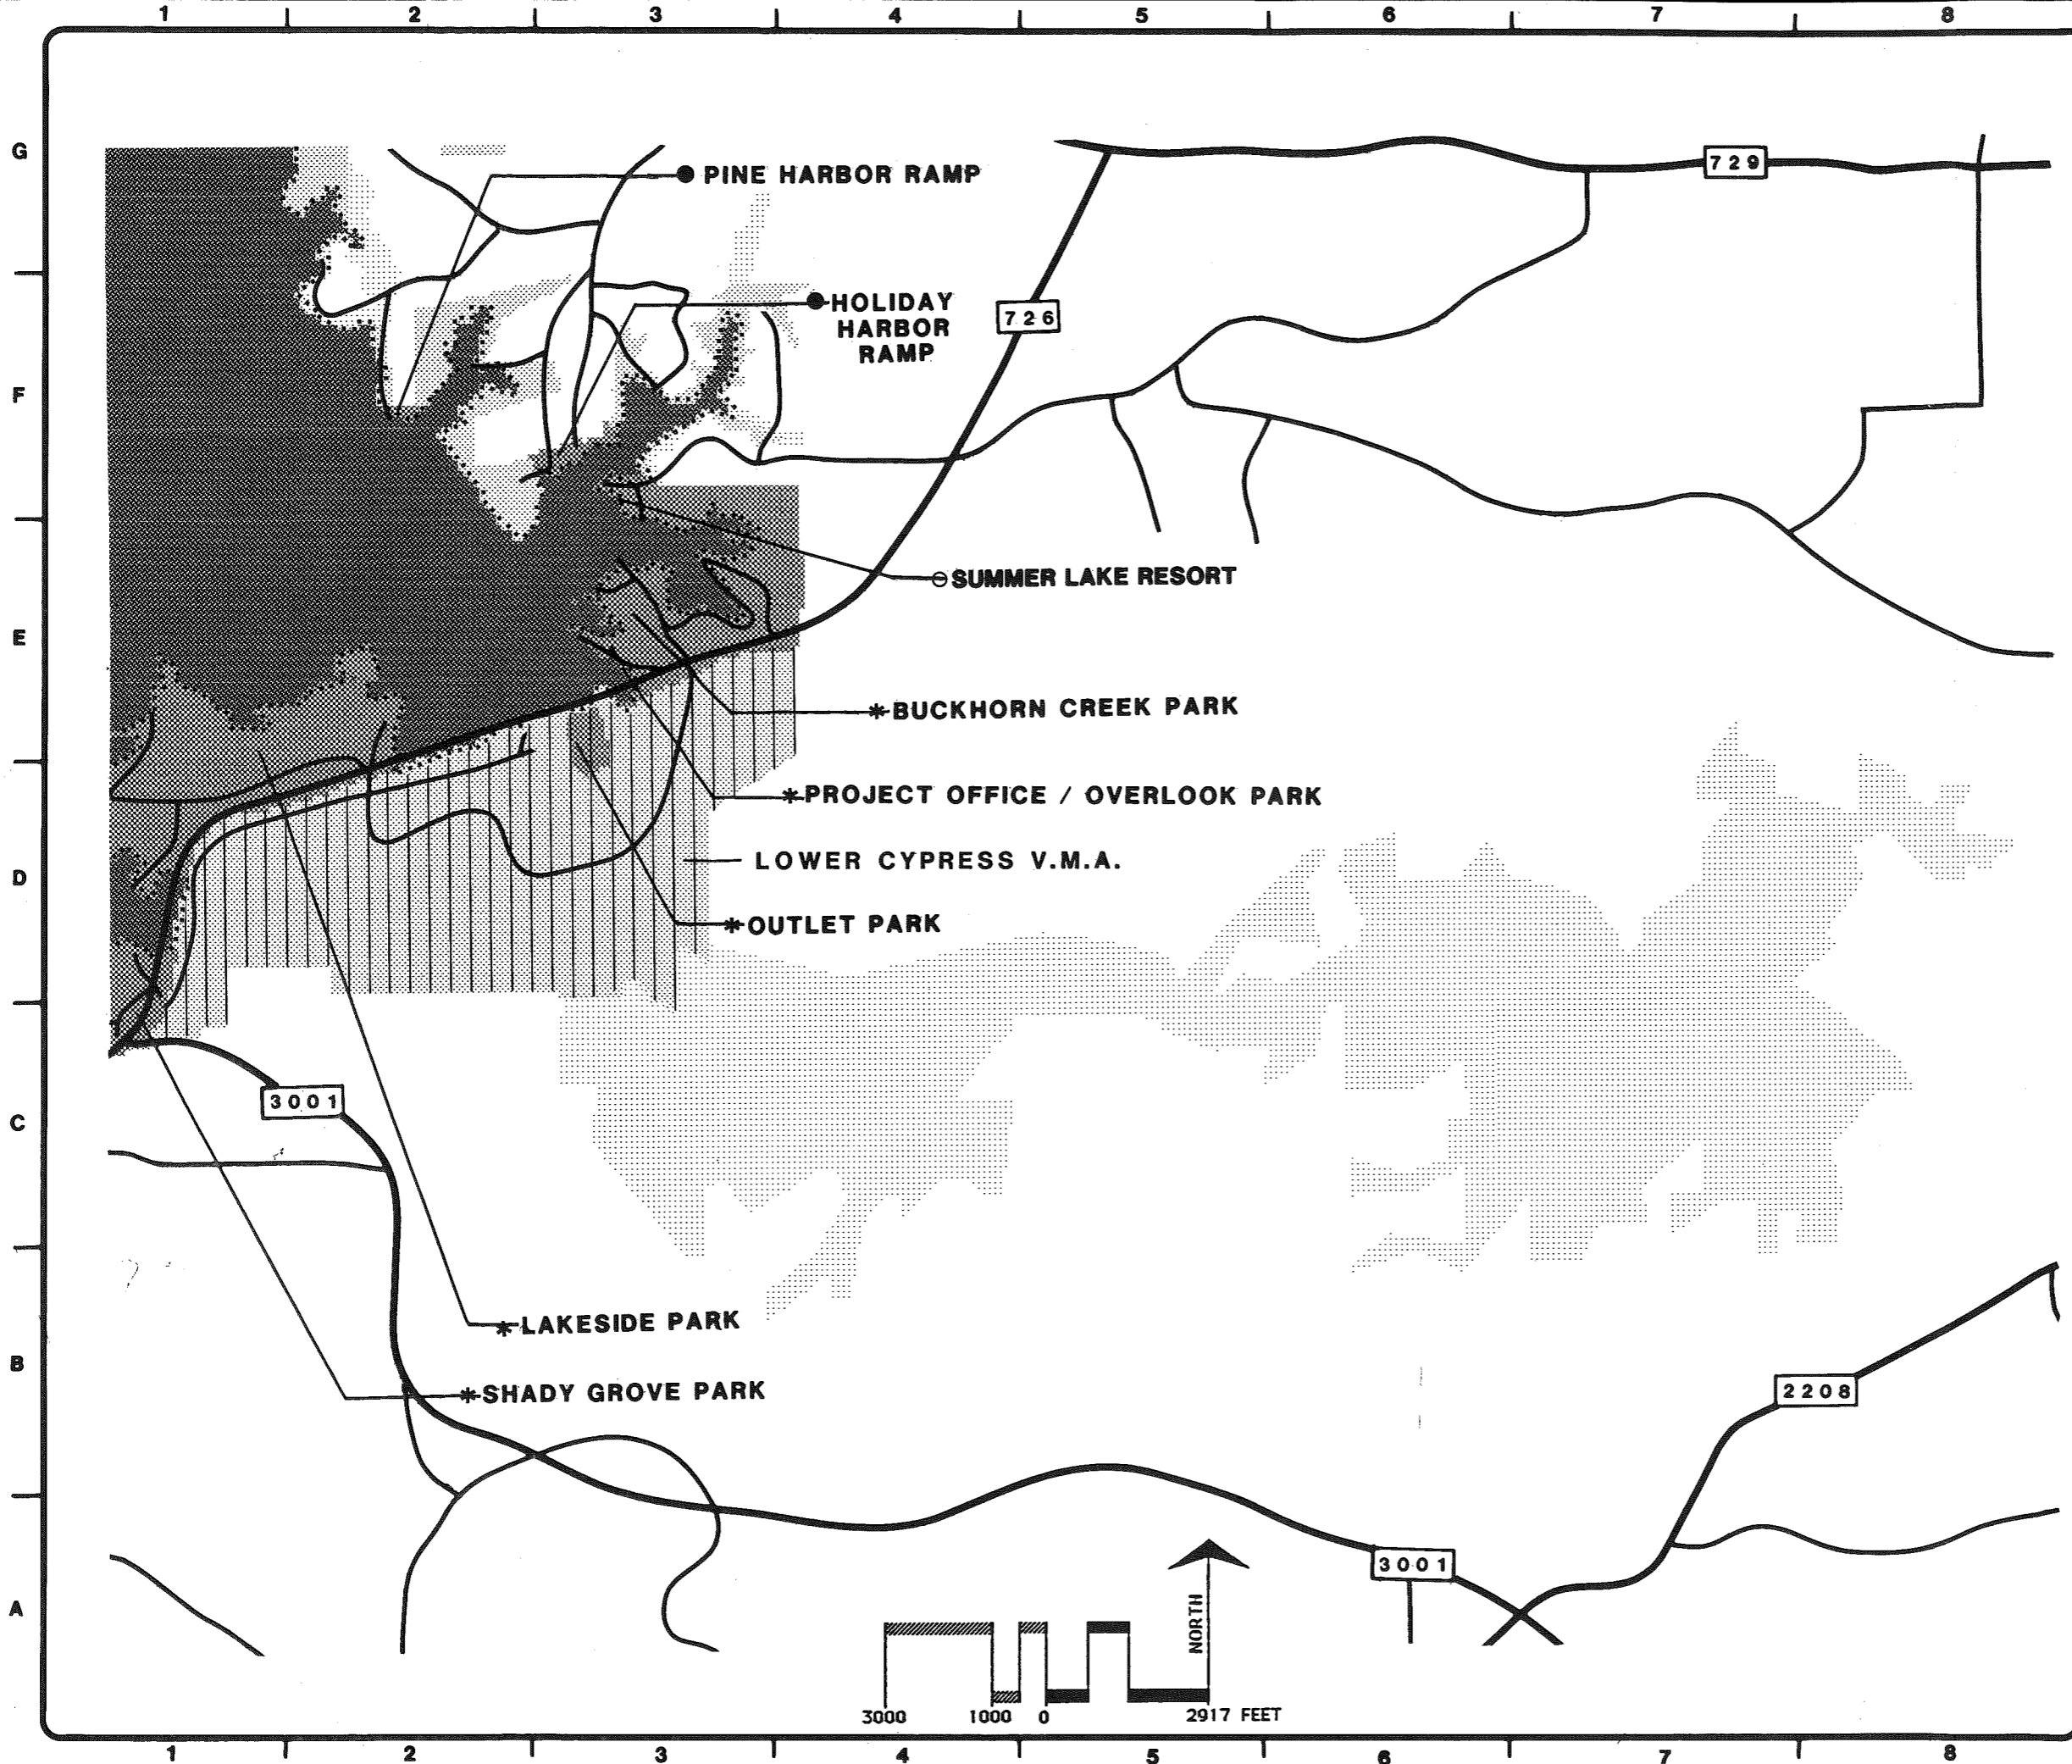 1 2 3 4 5 6 7 8
G
PINE HARBOR RAMP
729
HOLIDAY
HARBOR
RAMP
726
F
SUMMER LAKE RESORT
E
BUCKHORN CREEK PARK
PROJECT OFFICE / OVERLOOK PARK
LOWER CYPRESS V.M.A.
D
OUTLET PARK
3001
C
LAKESIDE PARK
B
SHADY GROVE PARK
2208
3001
A
NORTH
3000 1000 0 2917 FEET
1 2 3 4 5 6 7 8